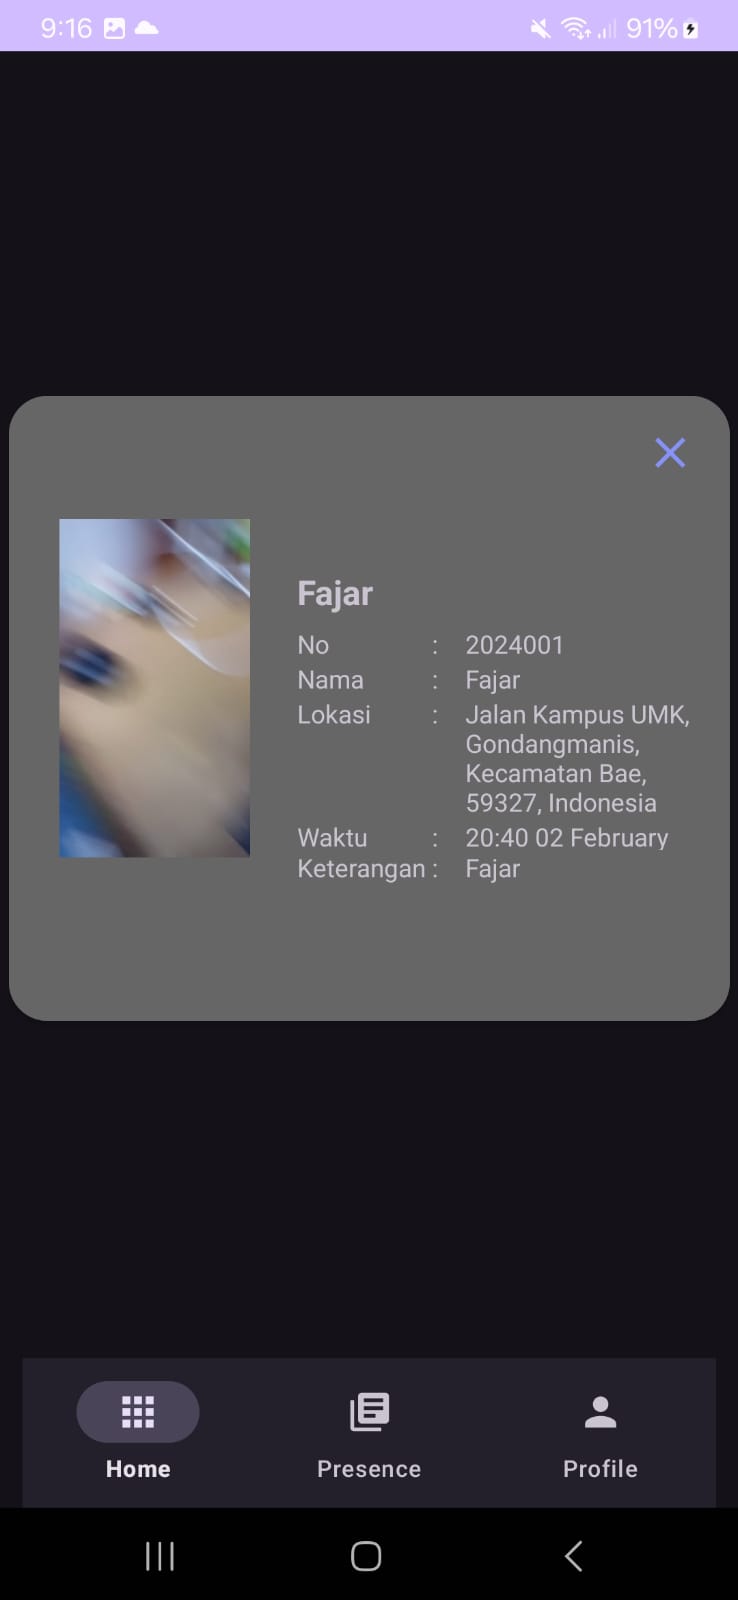 9:16 91%
Fajar
No : 2024001
Nama : Fajar
Lokasi : Jalan Kampus UMK,
Gondangmanis,
Kecamatan Bae,
59327, Indonesia
Waktu : 20:40 02 February
Keterangan : Fajar
Home Presence Profile